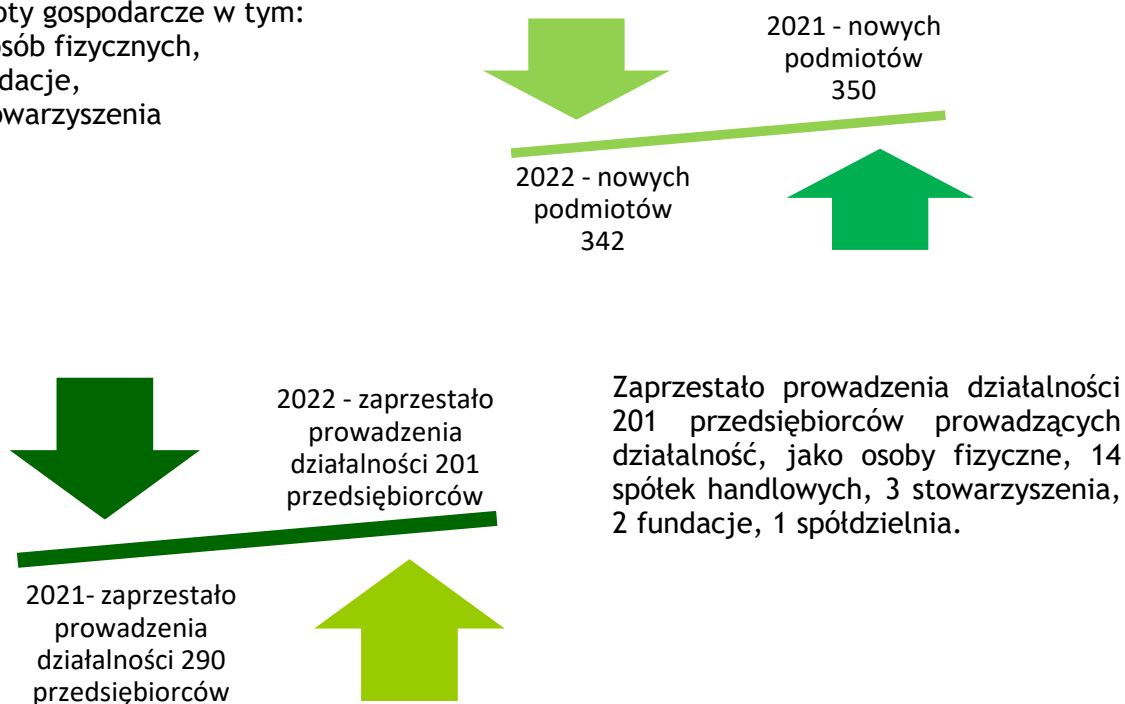 oty gospodarcze w tym:
osób fizycznych,
dacje,
owarzyszenia
2021 - nowych
podmiotów
350
2022 - nowych
podmiotów
342
2022 - zaprzestało
prowadzenia
działalności 201
przedsiębiorców
2021- zaprzestało
prowadzenia
działalności 290
przedsiębiorców
Zaprzestało prowadzenia działalności
201 przedsiębiorców prowadzących
działalność, jako osoby fizyczne, 14
spółek handlowych, 3 stowarzyszenia,
2 fundacje, 1 spółdzielnia.